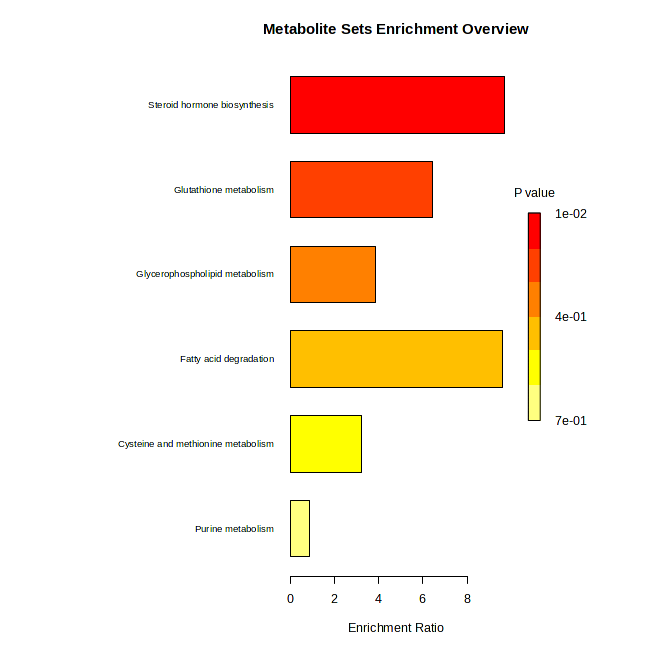 Metabolite Sets Enrichment Overview
Steroid hormone biosynthesis
Glutathione metabolism
Glycerophospholipid metabolism
Fatty acid degradation
Cysteine and methionine metabolism
Purine metabolism
P value
1e-02
4e-01
7e-01
0 2 4 6 8
Enrichment Ratio